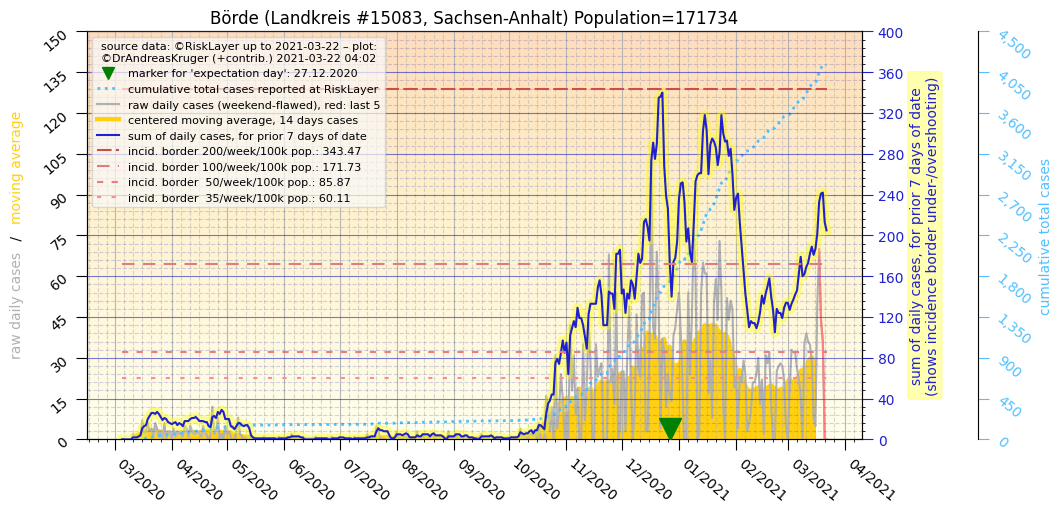 Börde (Landkreis #15083, Sachsen-Anhalt) Population=171734
source data: ©RiskLayer up to 2021-03-22 – plot:
©DrAndreasKruger (+contrib.) 2021-03-22 04:02
marker for 'expectation day': 27.12.2020
cumulative total cases reported at RiskLayer
raw daily cases (weekend-flawed), red: last 5
centered moving average, 14 days cases
sum of daily cases, for prior 7 days of date
incid. border 200/week/100k pop.: 343.47
incid. border 100/week/100k pop.: 171.73
incid. border  50/week/100k pop.: 85.87
incid. border  35/week/100k pop.: 60.11
raw daily cases  /  moving average
150
135
120
105
90
75
60
45
30
15
0
03/2020
04/2020
05/2020
06/2020
07/2020
08/2020
09/2020
10/2020
11/2020
12/2020
01/2021
02/2021
03/2021
04/2021
400
360
320
280
240
200
160
120
80
40
0
sum of daily cases, for prior 7 days of date
(shows incidence border under-/overshooting)
4,500
4,050
3,600
3,150
2,700
2,250
1,800
1,350
900
450
0
cumulative total cases